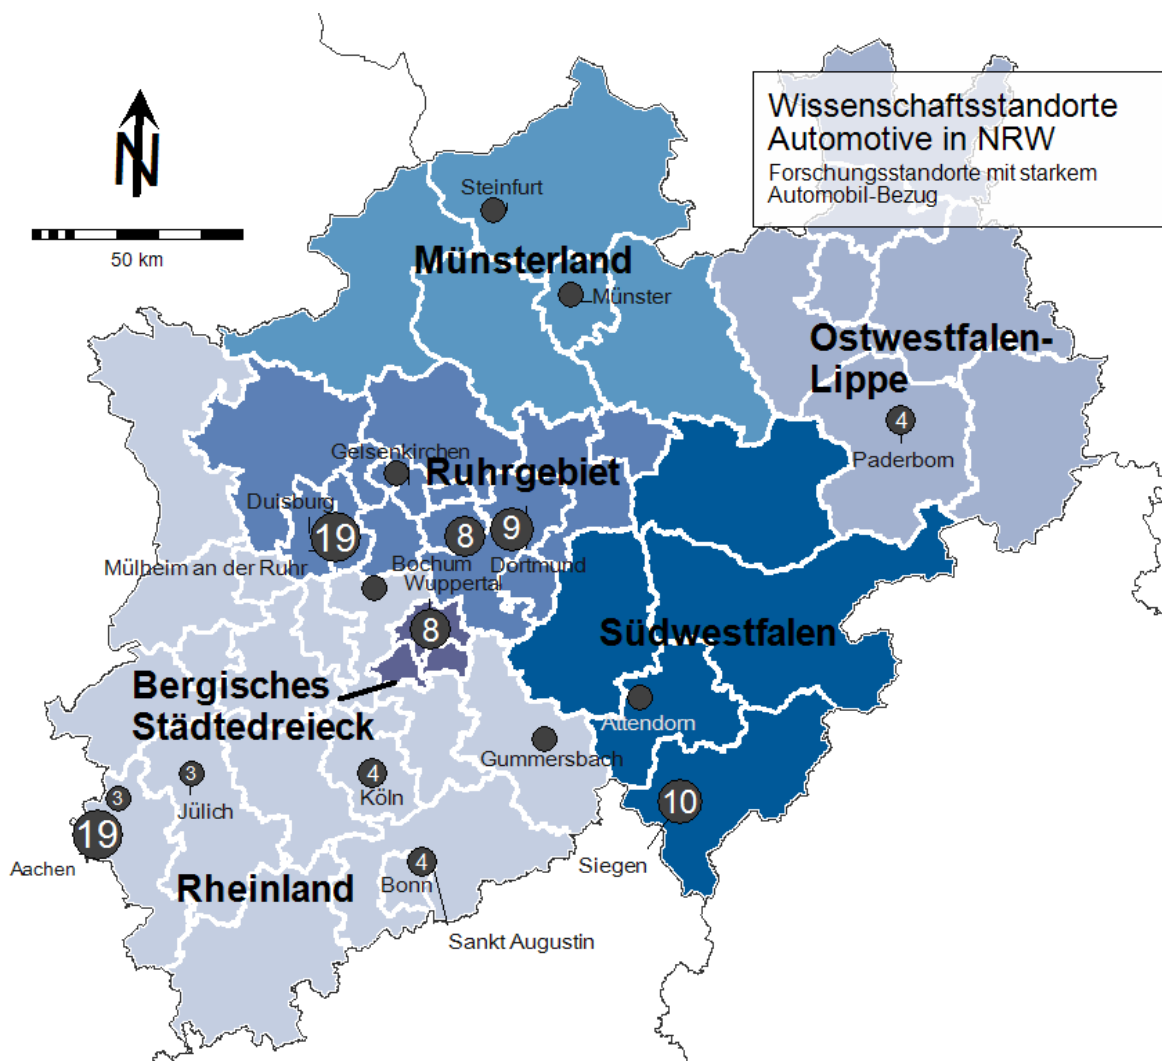 Wissenschaftsstandorte
Automotive in NRW
Forschungsstandorte mit starkem
Automobil-Bezug
N
50 km
Steinfurt
Münsterland
Münster
Ostwestfalen-
Lippe
4
Paderborn
Gelsenkirchen
Ruhrgebiet
Duisburg
19
8
9
Mülheim an der Ruhr
Bochum
Dortmund
Wuppertal
8
Südwestfalen
Bergisches
Städtedreieck
Attendorn
Gummersbach
3
Jülich
4
Köln
3
19
Aachen
10
Siegen
Rheinland
4
Bonn
Sankt Augustin